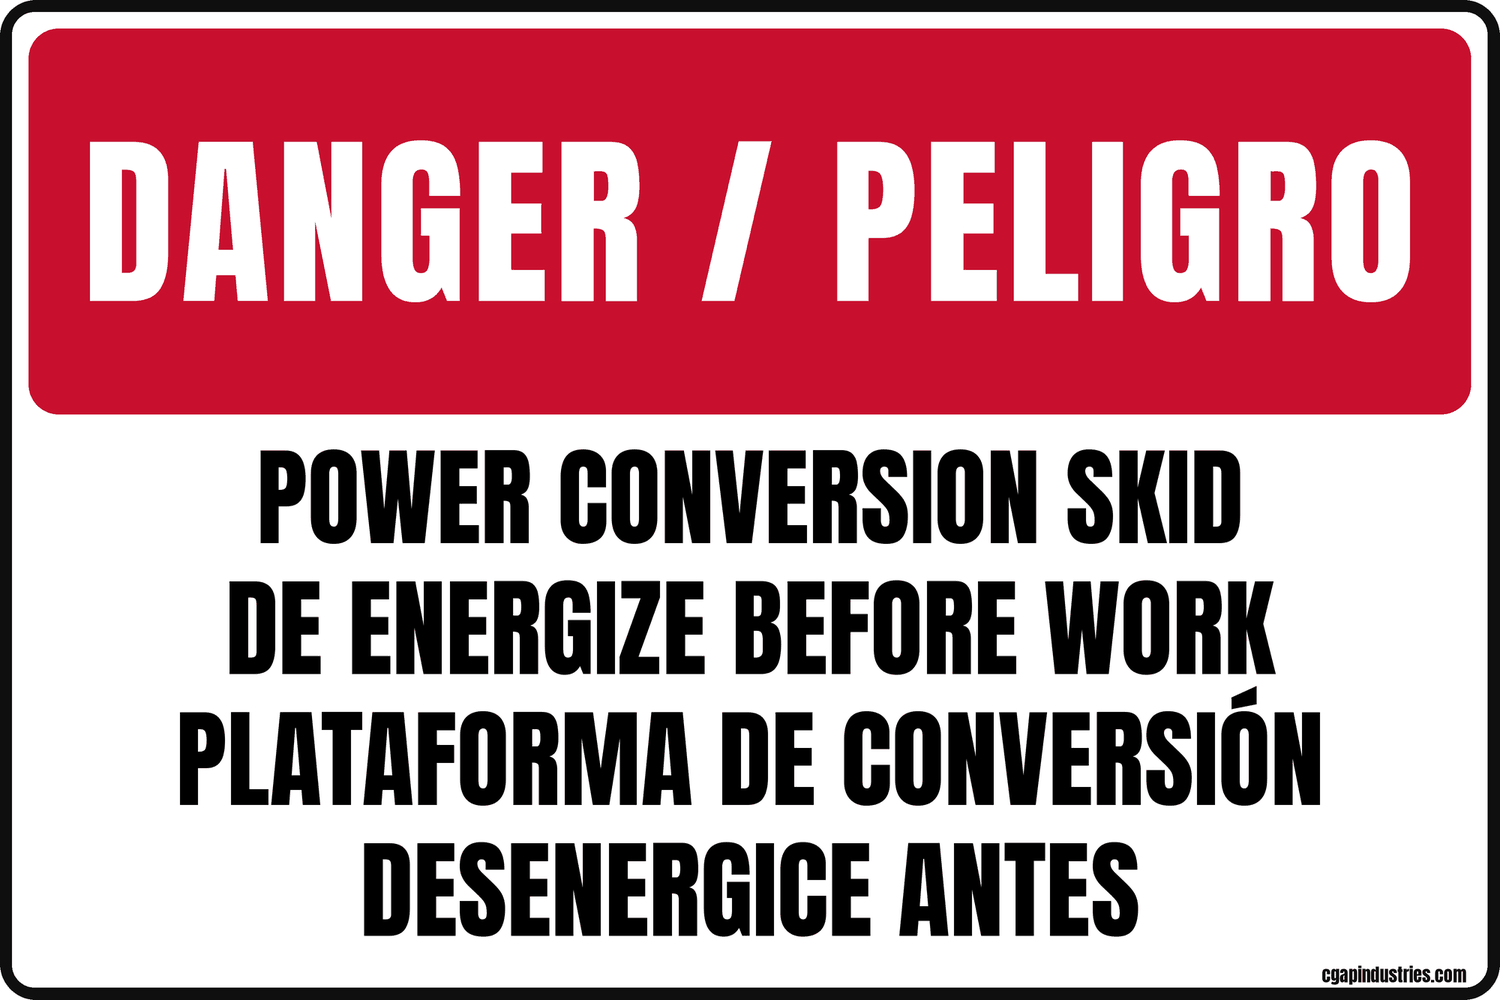 DANGER / PELIGRO
POWER CONVERSION SKID
DE ENERGIZE BEFORE WORK
PLATAFORMA DE CONVERSIÓN
DESENERGICE ANTES
cgapindustries.com